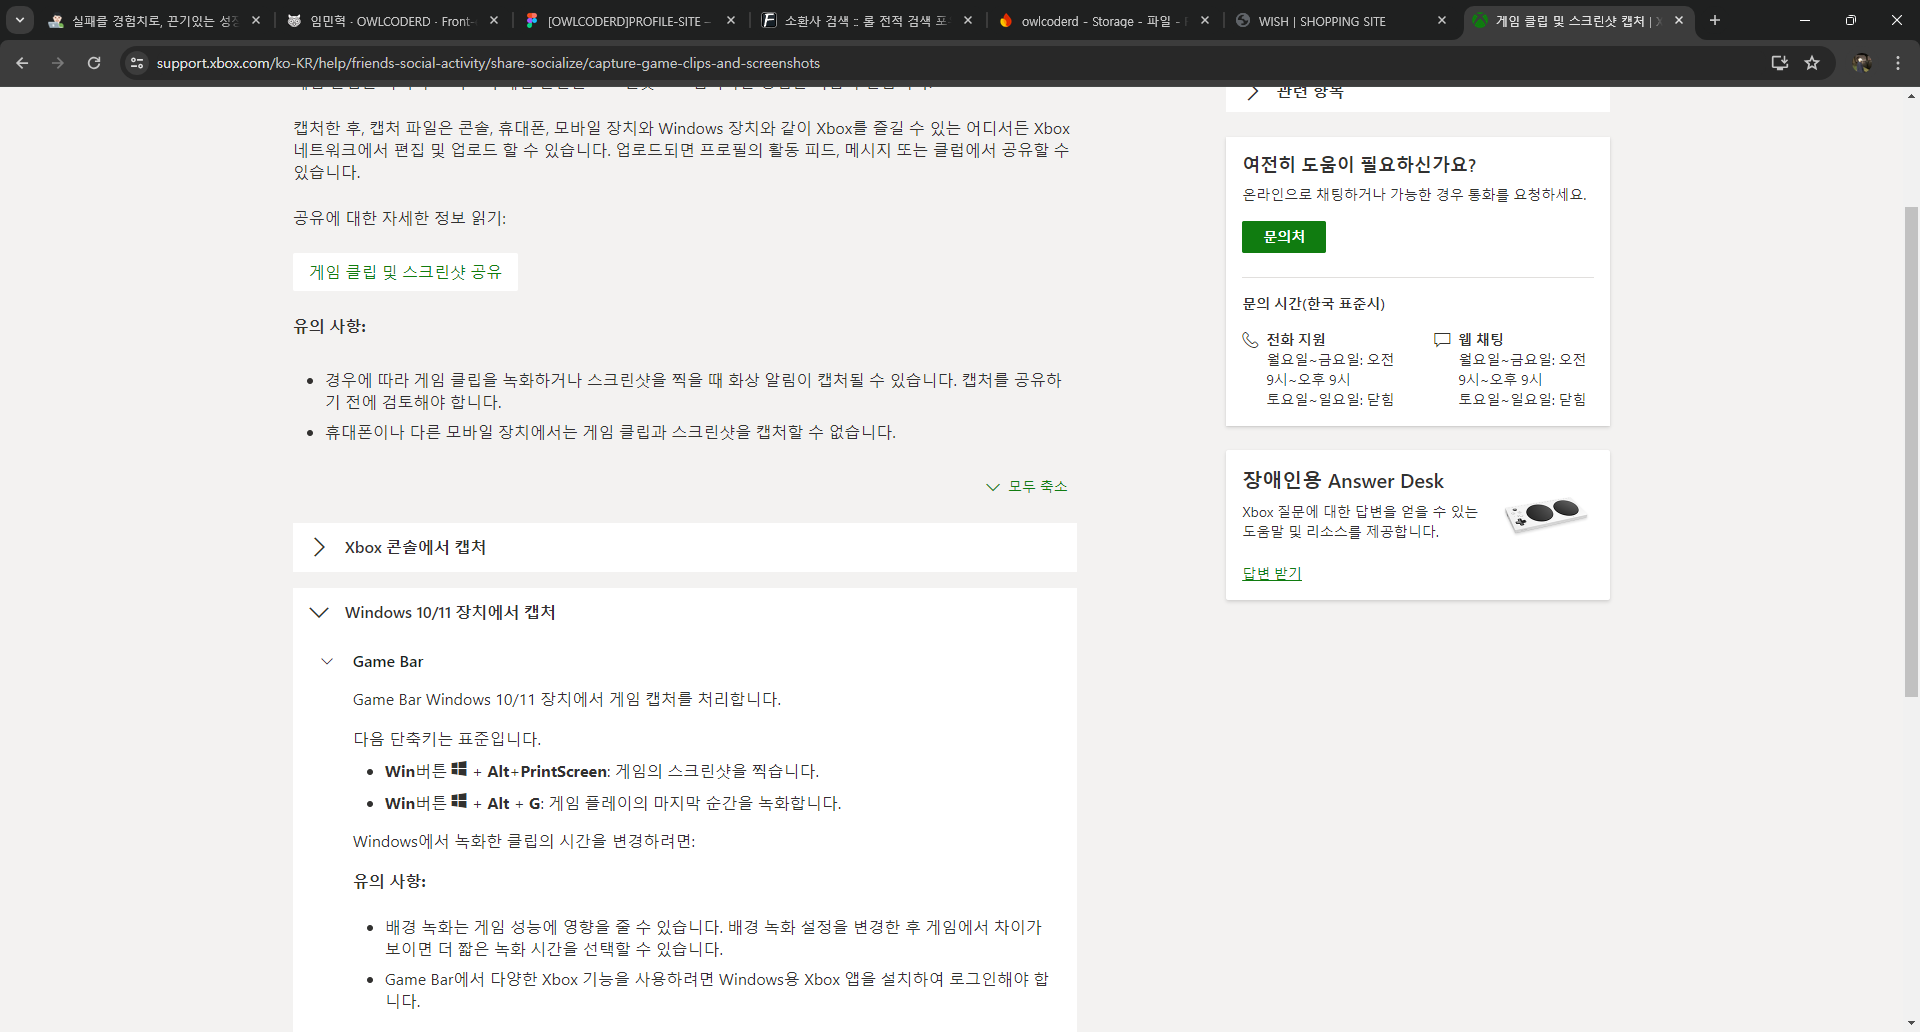 실패를 경험치로, 끈기있는 성장
임민혁 - OWLCODERD - Front-
[OWLCODERD]PROFILE-SITE –
소환사 검색 :: 롤 전적 검색 포
owlcoderd - Storage - 파일 -
WISH | SHOPPING SITE
게임 클립 및 스크린샷 캡처 | X
support.xbox.com/ko-KR/help/friends-social-activity/share-socialize/capture-game-clips-and-screenshots
캡처한 후, 캡처 파일은 콘솔, 휴대폰, 모바일 장치와 Windows 장치와 같이 Xbox를 즐길 수 있는 어디서든 Xbox
네트워크에서 편집 및 업로드 할 수 있습니다. 업로드되면 프로필의 활동 피드, 메시지 또는 클럽에서 공유할 수
있습니다.
공유에 대한 자세한 정보 읽기:
게임 클립 및 스크린샷 공유
유의 사항:
• 경우에 따라 게임 클립을 녹화하거나 스크린샷을 찍을 때 화상 알림이 캡처될 수 있습니다. 캡처를 공유하
기 전에 검토해야 합니다.
• 휴대폰이나 다른 모바일 장치에서는 게임 클립과 스크린샷을 캡처할 수 없습니다.
모두 축소
Xbox 콘솔에서 캡처
Windows 10/11 장치에서 캡처
Game Bar
Game Bar Windows 10/11 장치에서 게임 캡처를 처리합니다.
다음 단축키는 표준입니다.
• Win버튼 + Alt+PrintScreen: 게임의 스크린샷을 찍습니다.
• Win버튼 + Alt + G: 게임 플레이의 마지막 순간을 녹화합니다.
Windows에서 녹화한 클립의 시간을 변경하려면:
유의 사항:
• 배경 녹화는 게임 성능에 영향을 줄 수 있습니다. 배경 녹화 설정을 변경한 후 게임에서 차이가
보이면 더 짧은 녹화 시간을 선택할 수 있습니다.
• Game Bar에서 다양한 Xbox 기능을 사용하려면 Windows용 Xbox 앱을 설치하여 로그인해야 합
니다.
관련 항목
여전히 도움이 필요하신가요?
온라인으로 채팅하거나 가능한 경우 통화를 요청하세요.
문의처
문의 시간(한국 표준시)
전화 지원
월요일~금요일: 오전
9시~오후 9시
토요일~일요일: 닫힘
웹 채팅
월요일~금요일: 오전
9시~오후 9시
토요일~일요일: 닫힘
장애인용 Answer Desk
Xbox 질문에 대한 답변을 얻을 수 있는
도움말 및 리소스를 제공합니다.
답변 받기